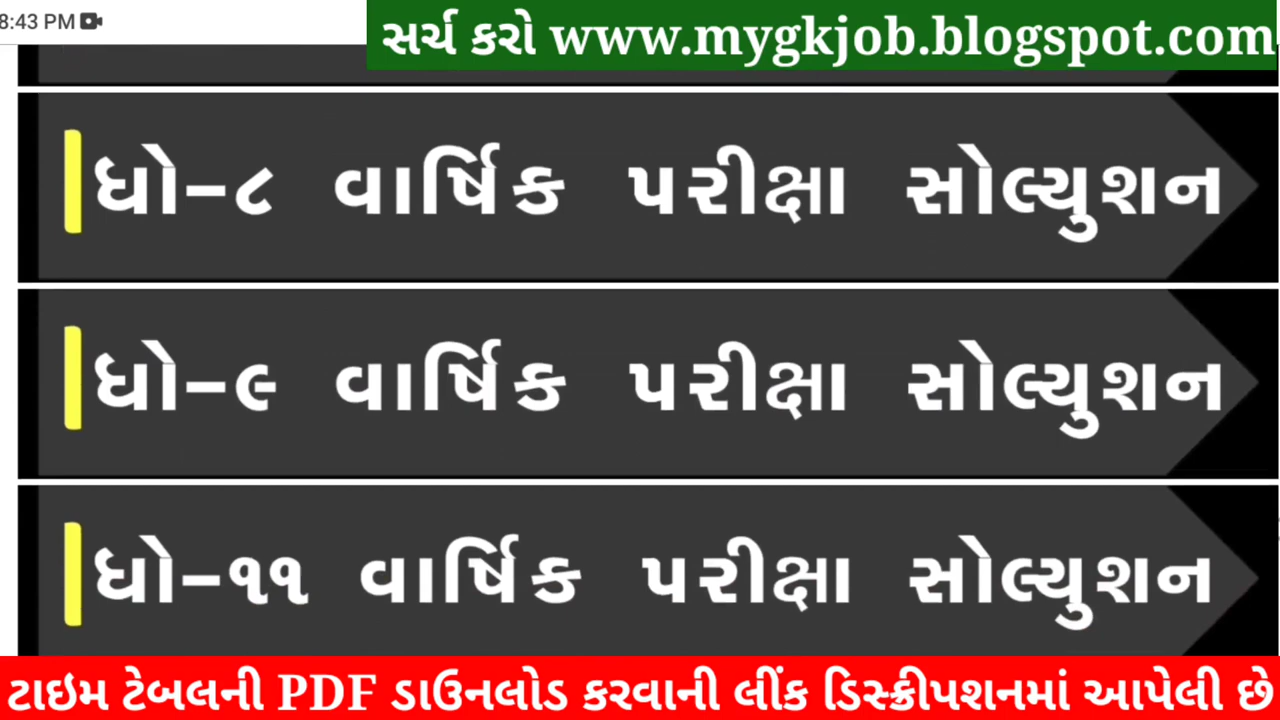 8:43 PM
સર્ચ કરો www.mygkjob.blogspot.com
ધો-૮ વાર્ષિક પરીક્ષા સોલ્યુશન
ધો-૯ વાર્ષિક પરીક્ષા સોલ્યુશન
ધો-૧૧ વાર્ષિક પરીક્ષા સોલ્યુશન
ટાઇમ ટેબલની PDF ડાઉનલોડ કરવાની લીંક ડિસ્ક્રીપશનમાં આપેલી છે